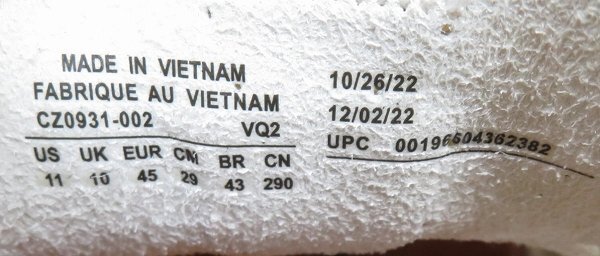 MADE IN VIETNAM
FABRIQUE AU VIETNAM
CZ0931-002 VQ2
US UK EUR CM BR CN
11 10 45 29 43 290
10/26/22
12/02/22
UPC 00196604362382